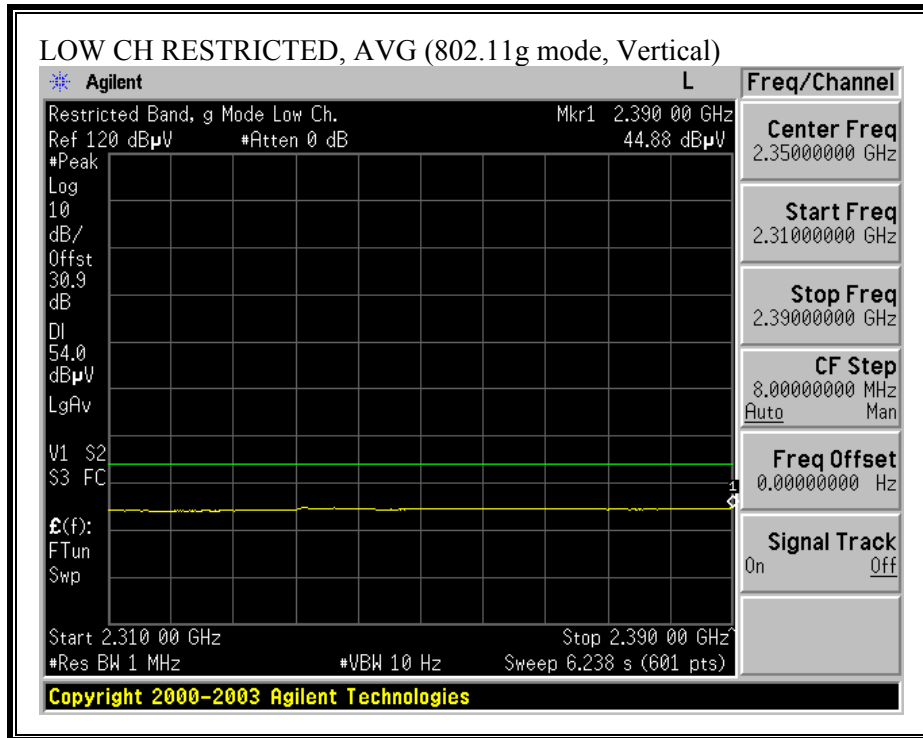 LOW CH RESTRICTED, AVG (802.11g mode, Vertical)
Agilent L Freq/Channel
Restricted Band, g Mode Low Ch. Mkr1 2.390 00 GHz
Ref 120 dBµV #Atten 0 dB 44.88 dBµV
#Peak
Log
10
dB/
Offst
30.9
dB
DI
54.0
dBµV
LgAv
V1 S2
S3 FC
£(f):
FTun
Swp
1
Start 2.310 00 GHz Stop 2.390 00 GHz^
#Res BW 1 MHz #VBW 10 Hz Sweep 6.238 s (601 pts)
Center Freq
2.35000000 GHz
Start Freq
2.31000000 GHz
Stop Freq
2.39000000 GHz
CF Step
8.00000000 MHz
Auto Man
Freq Offset
0.00000000 Hz
Signal Track
On Off
Copyright 2000-2003 Agilent Technologies